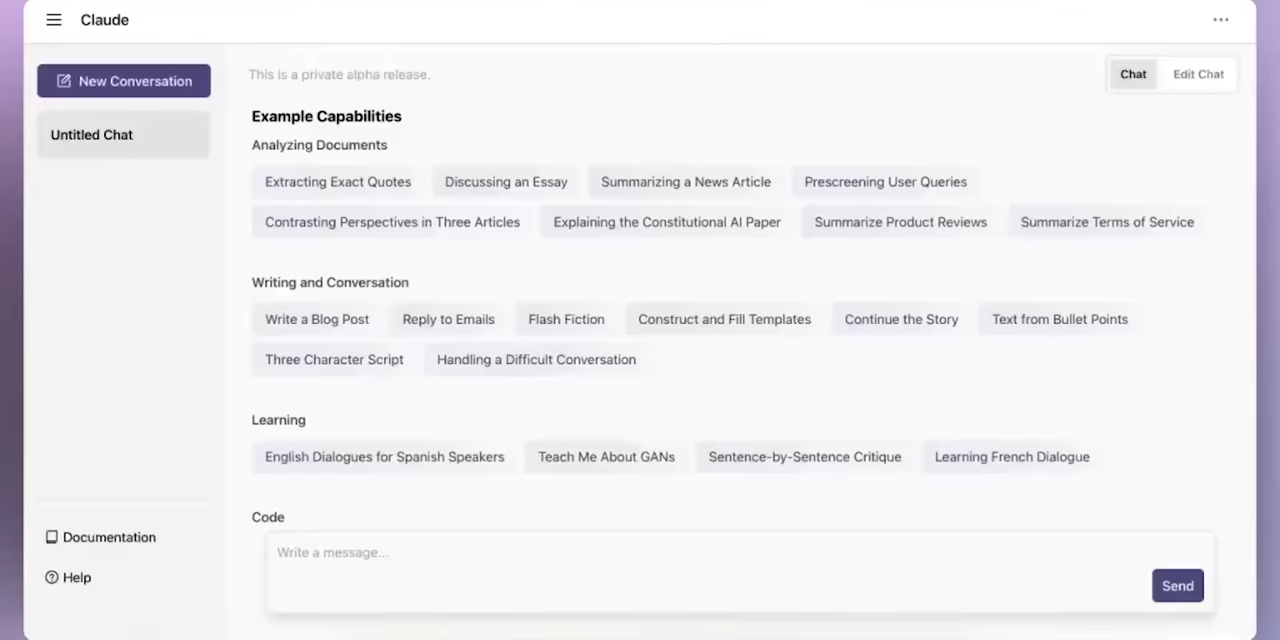 Claude
New Conversation
Untitled Chat
This is a private alpha release.
Chat Edit Chat
Example Capabilities
Analyzing Documents
Extracting Exact Quotes Discussing an Essay Summarizing a News Article Prescreening User Queries
Contrasting Perspectives in Three Articles Explaining the Constitutional AI Paper Summarize Product Reviews Summarize Terms of Service
Writing and Conversation
Write a Blog Post Reply to Emails Flash Fiction Construct and Fill Templates Continue the Story Text from Bullet Points
Three Character Script Handling a Difficult Conversation
Learning
English Dialogues for Spanish Speakers Teach Me About GANs Sentence-by-Sentence Critique Learning French Dialogue
Code
Write a message...
Send
Documentation
Help